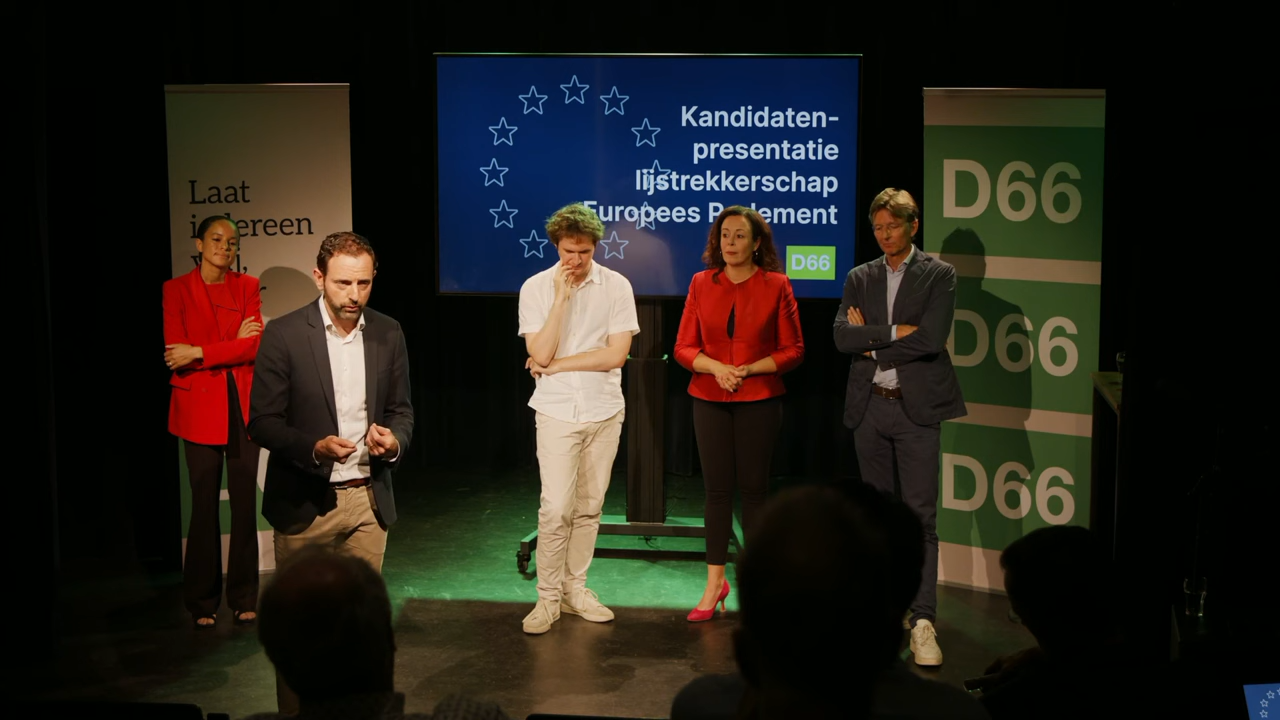 Laat
iedereen
Kandidaten-
presentatie
lijstrekkerschap
Europees Parlement
D66
D66
D66
D66